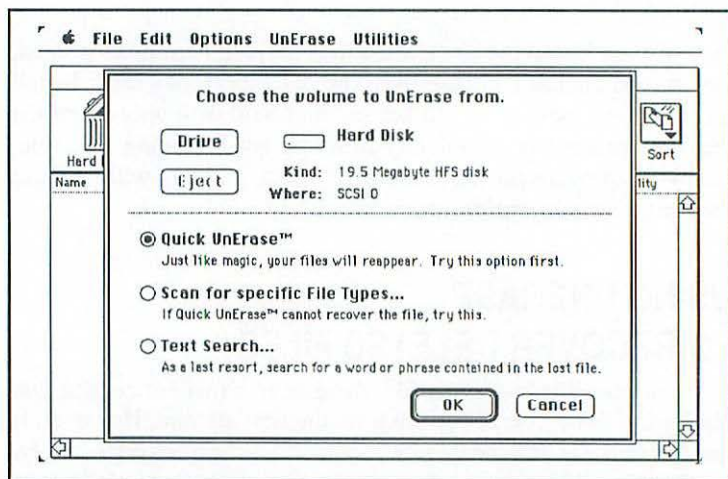 File Edit Options UnErase Utilities
Choose the volume to UnErase from.
Drive
Hard Disk
Eject
Kind: 19.5 Megabyte HFS disk
Where: SCSI 0
Hard
Sort
Name
lity
Quick UnErase™
Just like magic, your files will reappear. Try this option first.
Scan for specific File Types...
If Quick UnErase™ cannot recover the file, try this.
Text Search...
As a last resort, search for a word or phrase contained in the lost file.
OK
Cancel